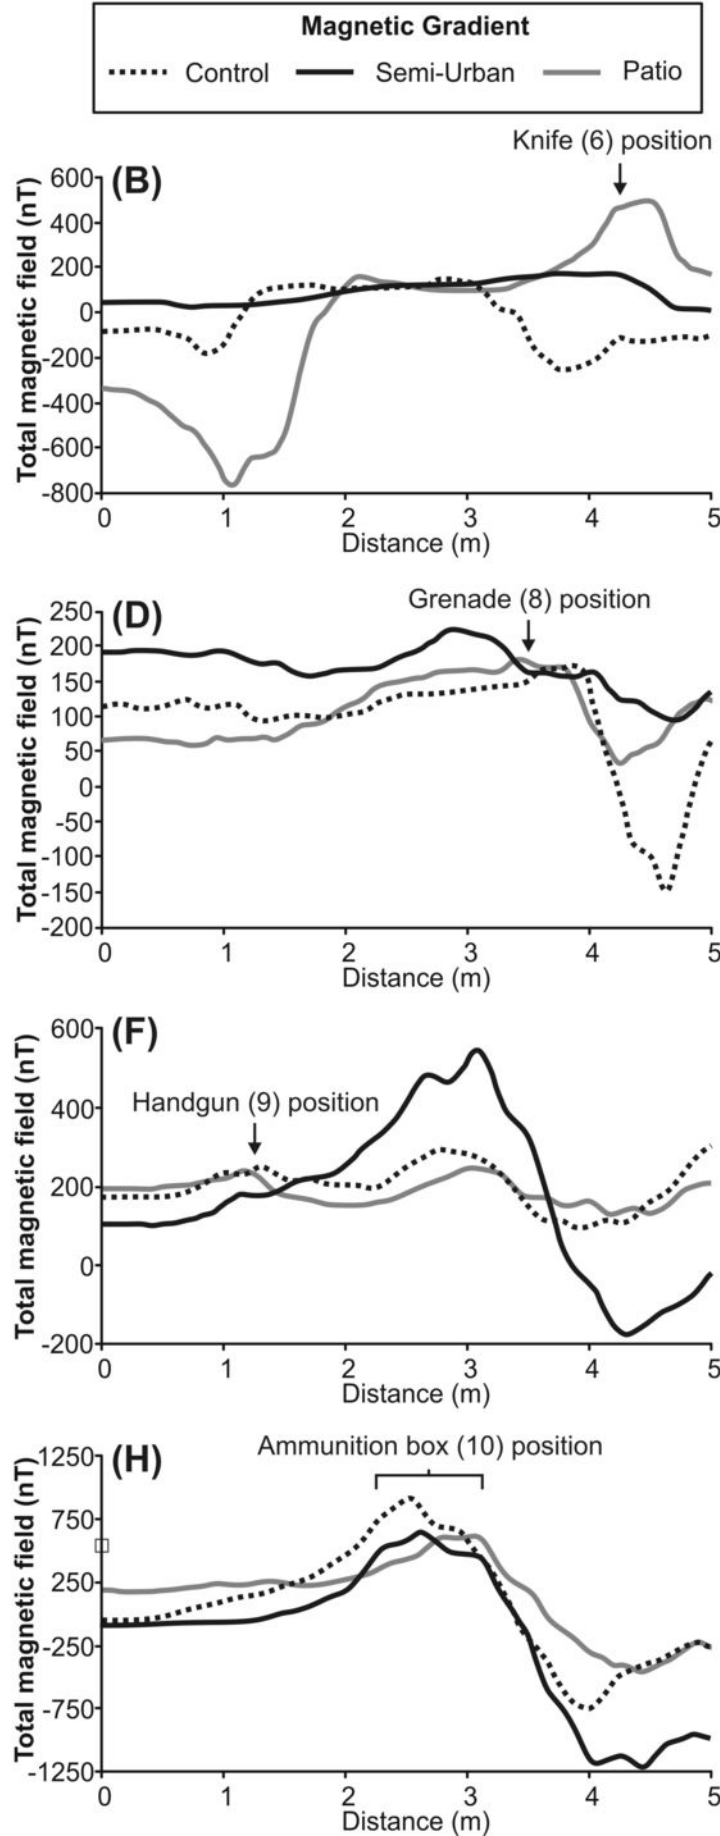 Magnetic Gradient
Control Semi-Urban Patio
Knife (6) position
(B)
Total magnetic field (nT)
600
400
200
0
-200
-400
-600
-800
0 1 2 3 4 5
Distance (m)
Grenade (8) position
(D)
Total magnetic field (nT)
250
200
150
100
50
0
-50
-100
-150
-200
0 1 2 3 4 5
Distance (m)
(F)
Handgun (9) position
Total magnetic field (nT)
600
400
200
0
-200
0 1 2 3 4 5
Distance (m)
Ammunition box (10) position
(H)
Total magnetic field (nT)
1250
750
250
-250
-750
-1250
0 1 2 3 4 5
Distance (m)